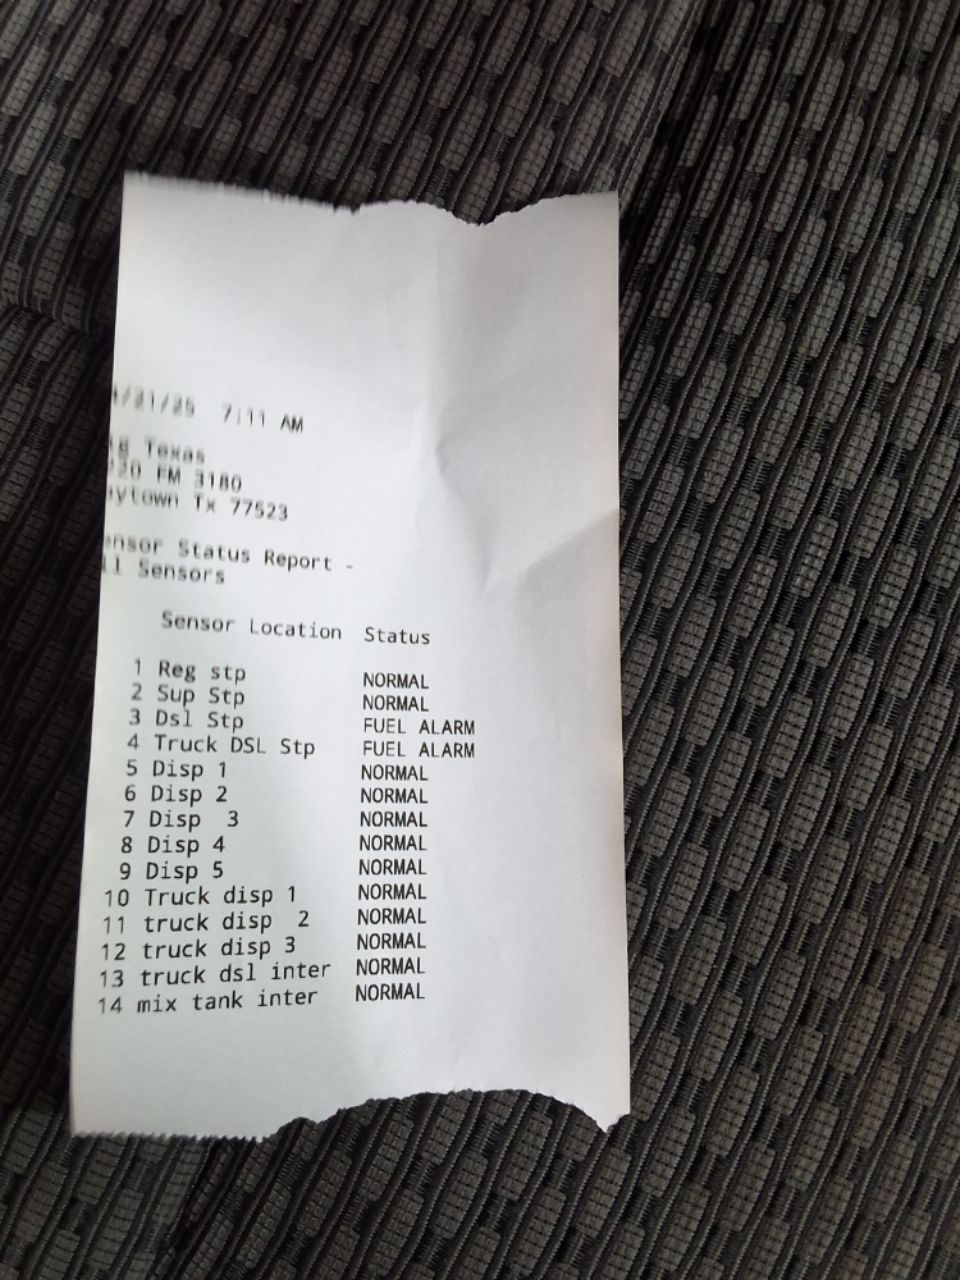 /21/25 7:11 AM
Texas
20 FM 3180
ytown Tx 77523
ensor Status Report -
ll Sensors
Sensor Location Status
1 Reg stp NORMAL
2 Sup Stp NORMAL
3 Dsl Stp FUEL ALARM
4 Truck DSL Stp FUEL ALARM
5 Disp 1 NORMAL
6 Disp 2 NORMAL
7 Disp 3 NORMAL
8 Disp 4 NORMAL
9 Disp 5 NORMAL
10 Truck disp 1 NORMAL
11 truck disp 2 NORMAL
12 truck disp 3 NORMAL
13 truck dsl inter NORMAL
14 mix tank inter NORMAL